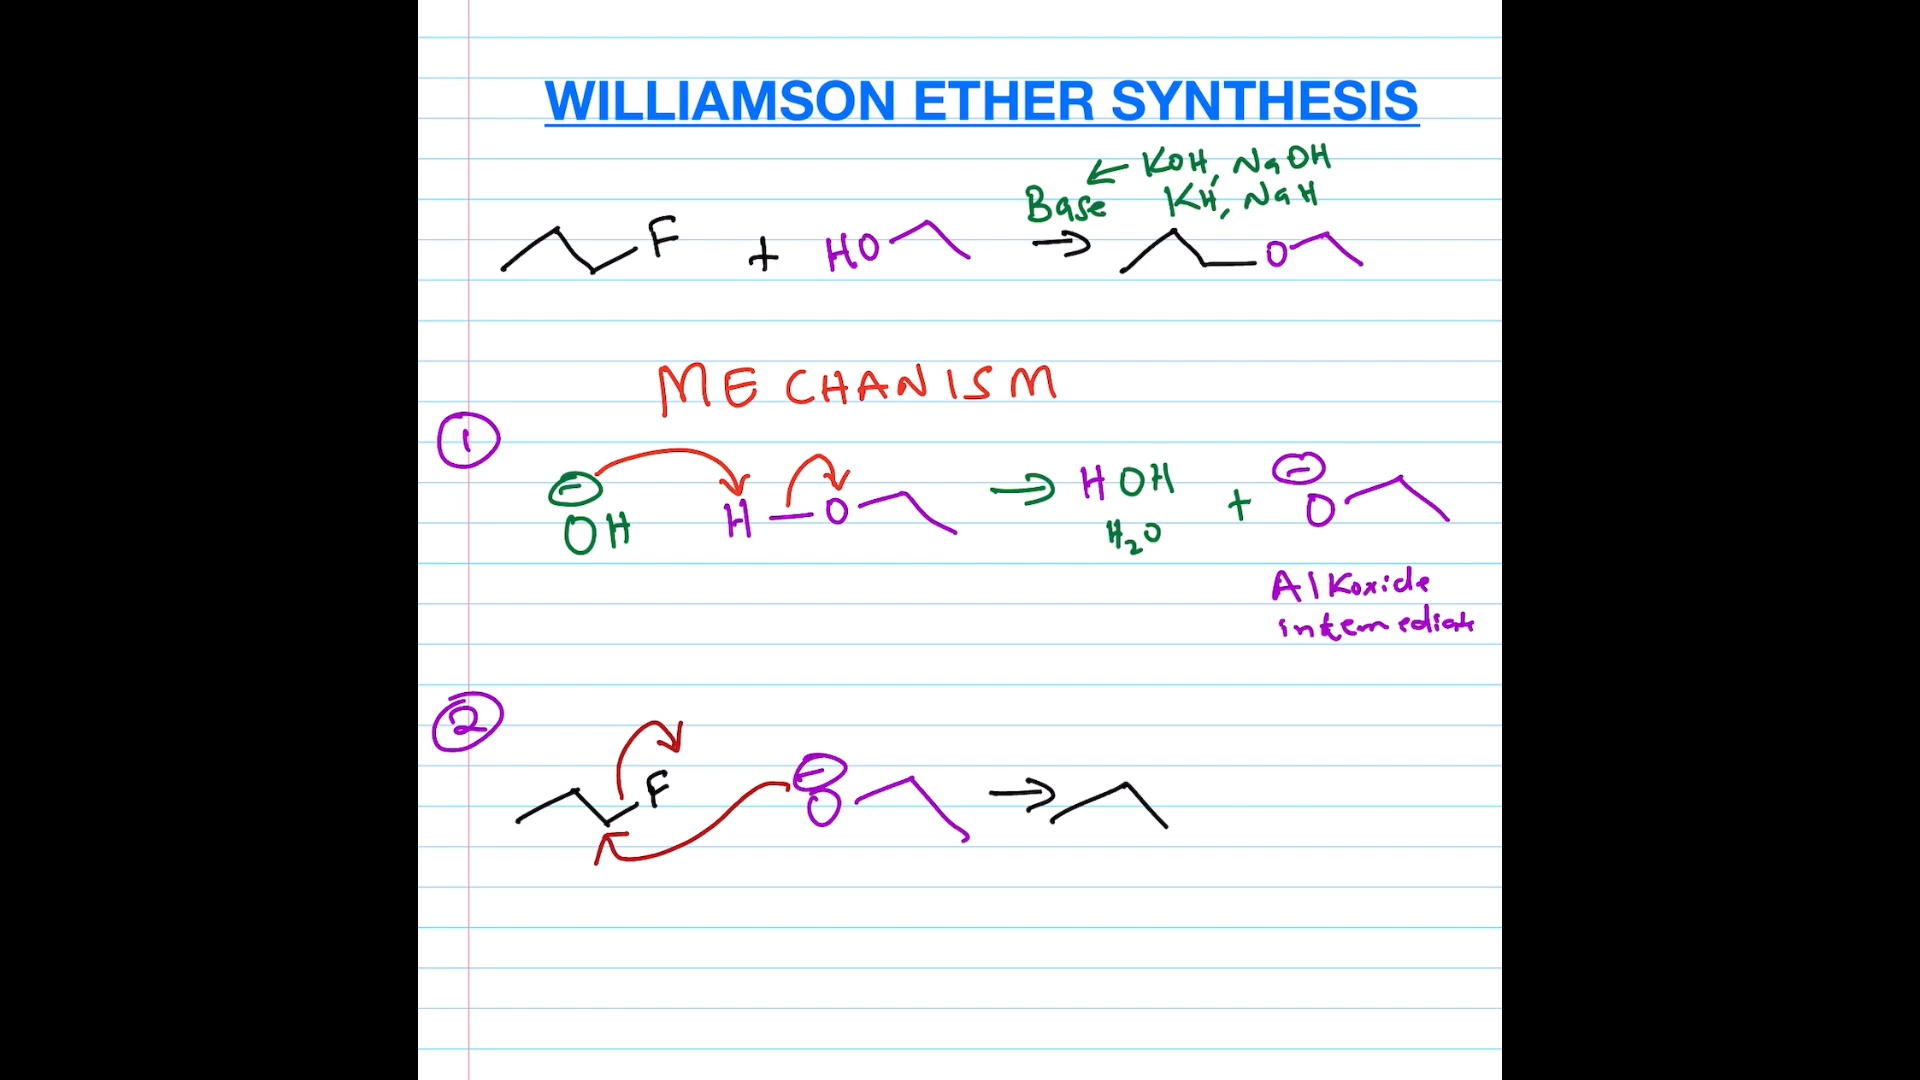 WILLIAMSON ETHER SYNTHESIS
← KOH, NaOH
Base KH, NaH
F + HO → O
MECHANISM
1
⊖ ⊖
OH H—O → HOH + O
H₂O
Alkoxide
intermediate
2
F ⊖O →